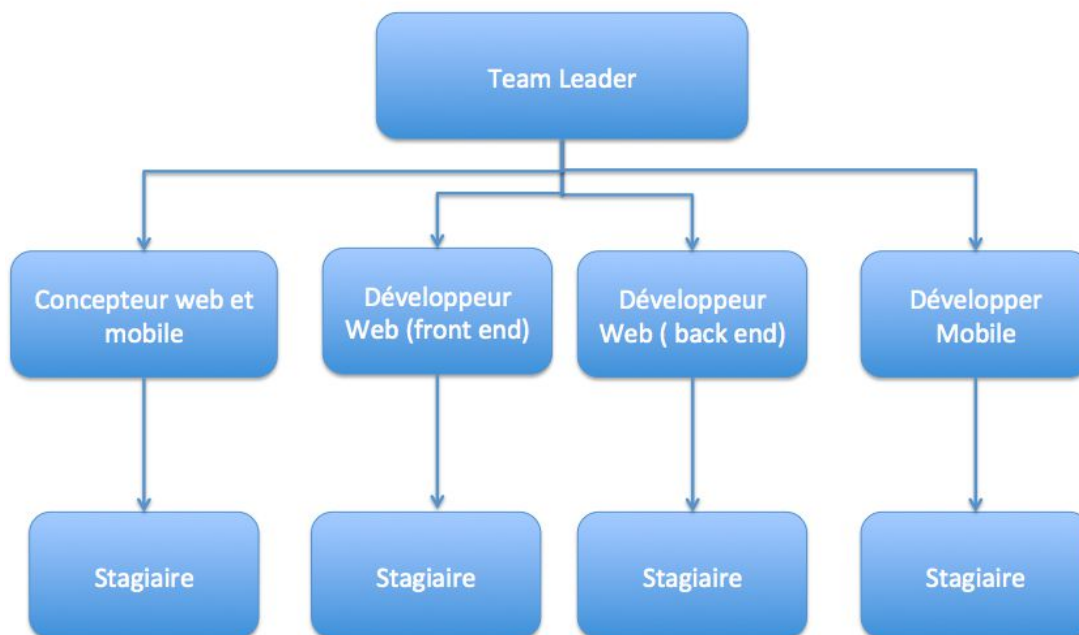 Team Leader
Concepteur web et
mobile
Développeur
Web (front end)
Développeur
Web ( back end)
Développer
Mobile
Stagiaire
Stagiaire
Stagiaire
Stagiaire